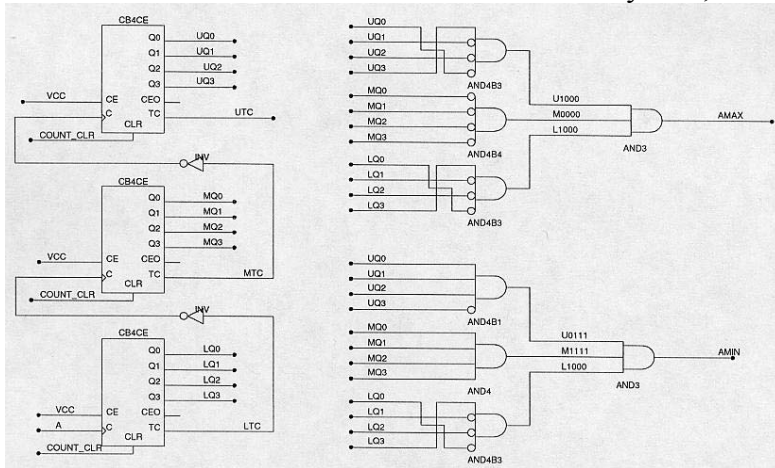 CB4CE
Q0 UQ0
Q1 UQ1
Q2 UQ2
Q3 UQ3
VCC CE CEO
C TC UTC
COUNT_CLR CLR
INV
CB4CE
Q0 MQ0
Q1 MQ1
Q2 MQ2
Q3 MQ3
VCC CE CEO
C TC MTC
COUNT_CLR CLR
INV
CB4CE
Q0 LQ0
Q1 LQ1
Q2 LQ2
Q3 LQ3
VCC CE CEO
A C TC LTC
COUNT_CLR CLR
UQ0
UQ1
UQ2
UQ3
AND4B3
MQ0
MQ1
MQ2
MQ3
AND4B4
LQ0
LQ1
LQ2
LQ3
AND4B3
U1000
M0000
L1000
AND3
AMAX
UQ0
UQ1
UQ2
UQ3
AND4B1
MQ0
MQ1
MQ2
MQ3
AND4
LQ0
LQ1
LQ2
LQ3
AND4B3
U0111
M1111
L1000
AND3
AMIN